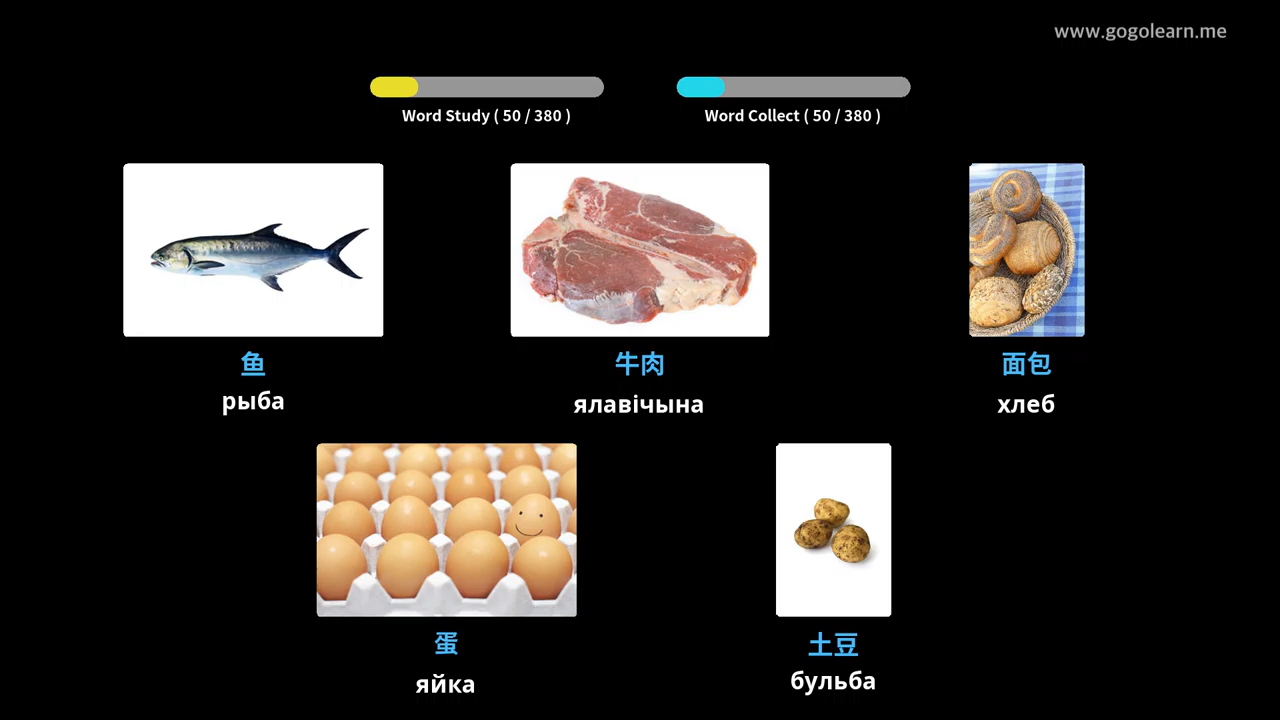 www.gogolearn.me
Word Study ( 50 / 380 )
Word Collect ( 50 / 380 )
鱼
рыба
牛肉
ялавічына
面包
хлеб
蛋
яйка
土豆
бульба